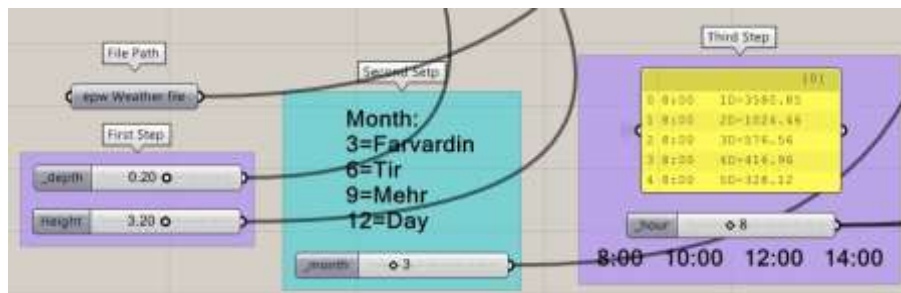 File Path
epw Weather file
First Step
_depth 0.20
Height 3.20
Second Setp
Month:
3=Farvardin
6=Tir
9=Mehr
12=Day
_month 3
Third Step
{0}
0 8:00 1D=3580.85
1 8:00 2D=1024.46
2 8:00 3D=576.56
3 8:00 4D=416.96
4 8:00 5D=328.12
_hour 8
8:00 10:00 12:00 14:00